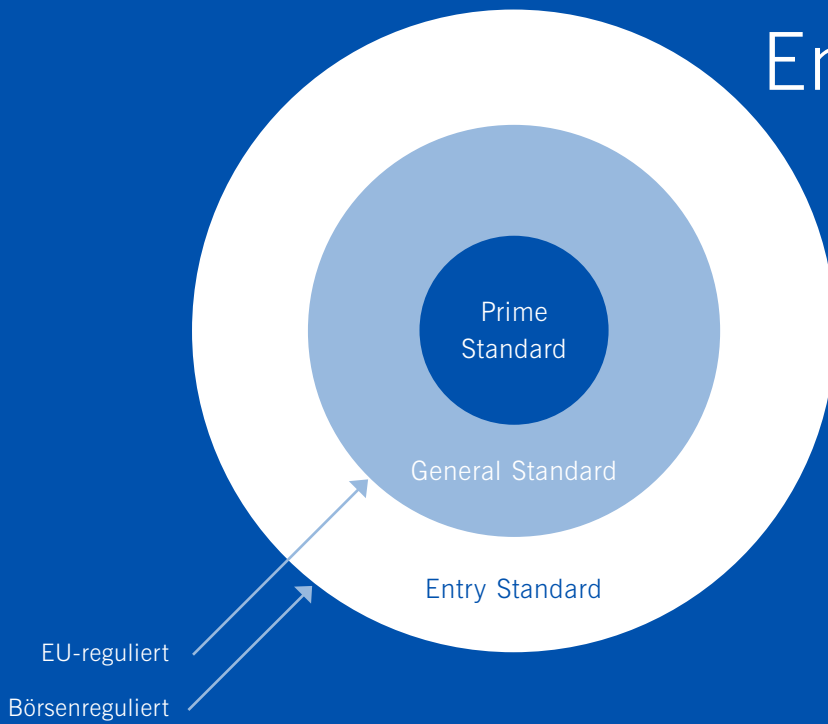 Prime
Standard
General Standard
Entry Standard
EU-reguliert
Börsenreguliert